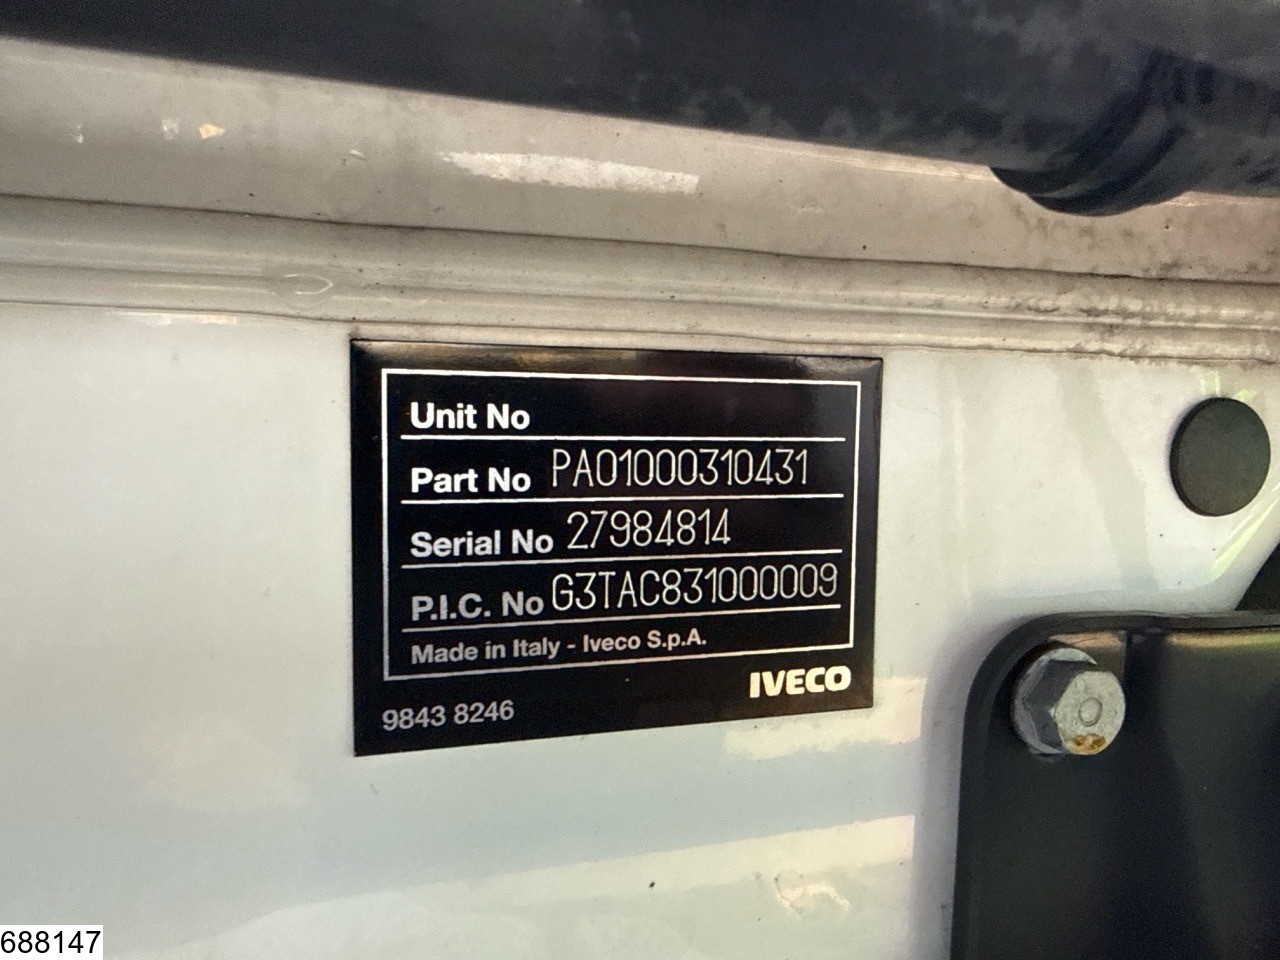 Unit No
Part No PA01000310431
Serial No 27984814
P.I.C. No G3TAC831000009
Made in Italy - Iveco S.p.A.
IVECO
9843 8246
688147